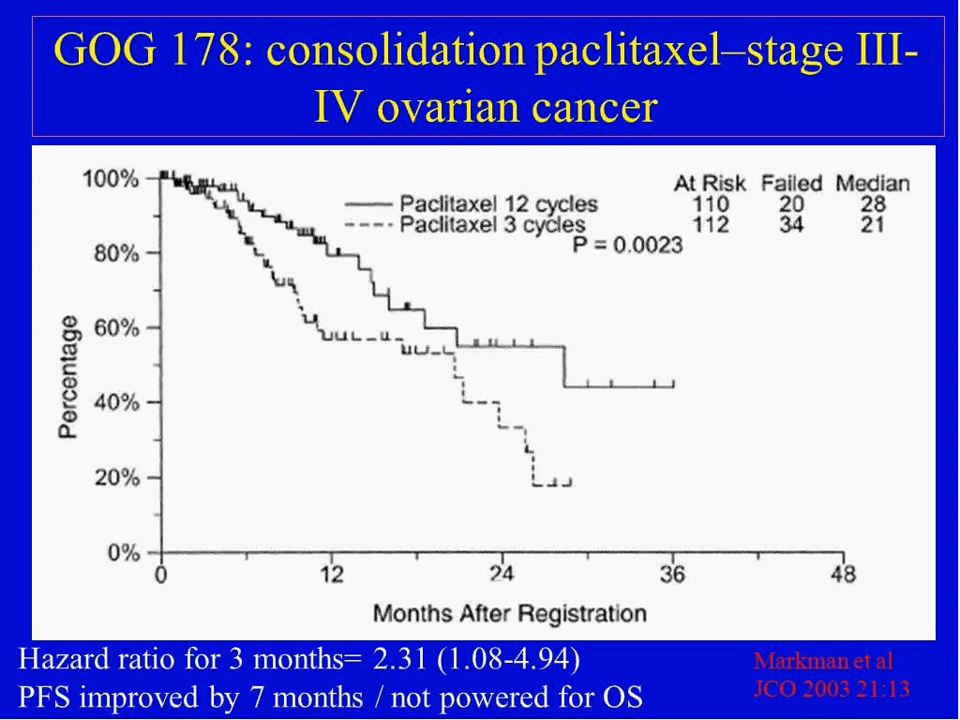 GOG 178: consolidation paclitaxel–stage III-
IV ovarian cancer
At Risk Failed Median
Paclitaxel 12 cycles 110 20 28
Paclitaxel 3 cycles 112 34 21
P = 0.0023
100%
80%
60%
40%
20%
0%
Percentage
0 12 24 36 48
Months After Registration
Hazard ratio for 3 months= 2.31 (1.08-4.94)
PFS improved by 7 months / not powered for OS
Markman et al
JCO 2003 21:13